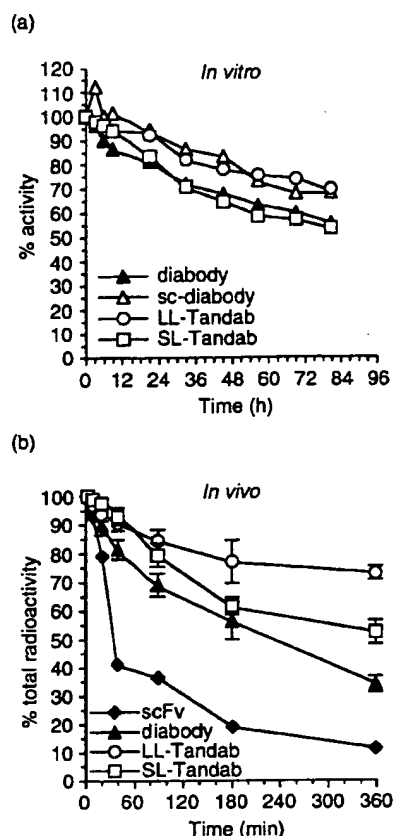 (a)
In vitro
% activity
120
110
100
90
80
70
60
50
40
30
20
10
0
diabody
sc-diabody
LL-Tandab
SL-Tandab
0 12 24 36 48 60 72 84 96
Time (h)
(b)
In vivo
% total radioactivity
100
90
80
70
60
50
40
30
20
10
0
scFv
diabody
LL-Tandab
SL-Tandab
0 60 120 180 240 300 360
Time (min)